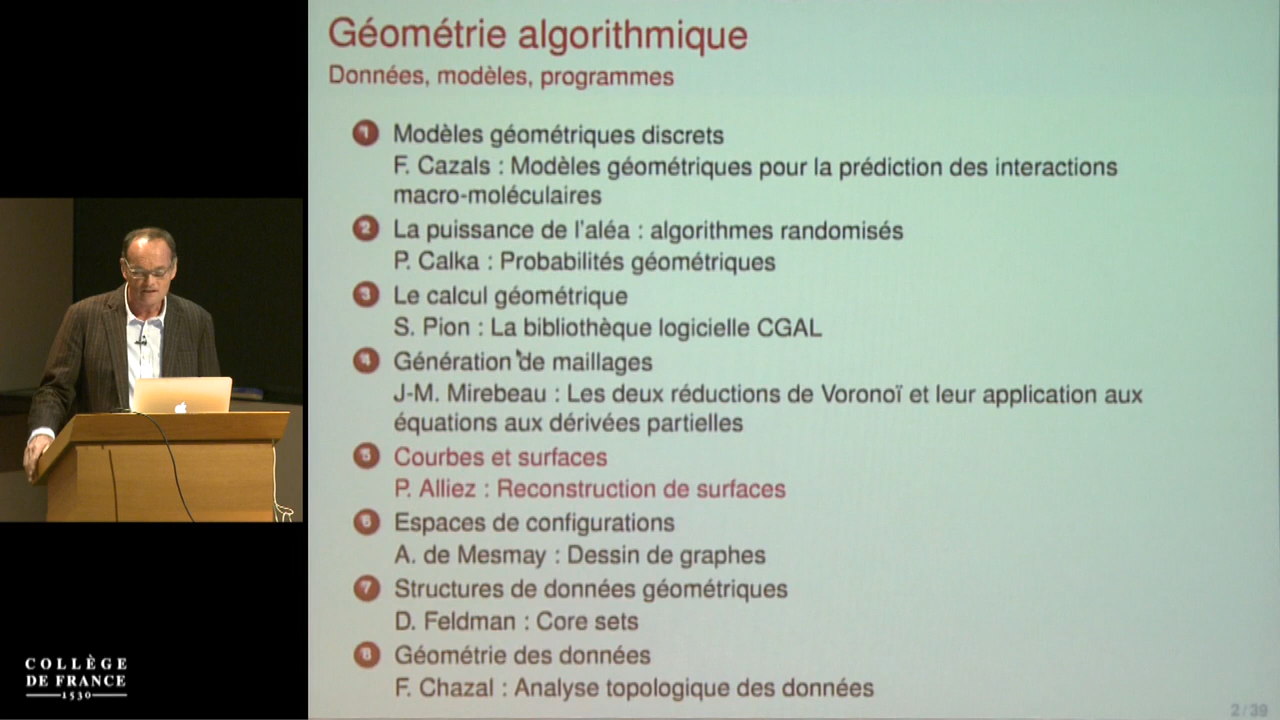 Géométrie algorithmique
Données, modèles, programmes
1 Modèles géométriques discrets
F. Cazals : Modèles géométriques pour la prédiction des interactions
macro-moléculaires
2 La puissance de l'aléa : algorithmes randomisés
P. Calka : Probabilités géométriques
3 Le calcul géométrique
S. Pion : La bibliothèque logicielle CGAL
4 Génération de maillages
J-M. Mirebeau : Les deux réductions de Voronoï et leur application aux
équations aux dérivées partielles
5 Courbes et surfaces
P. Alliez : Reconstruction de surfaces
6 Espaces de configurations
A. de Mesmay : Dessin de graphes
7 Structures de données géométriques
D. Feldman : Core sets
8 Géométrie des données
F. Chazal : Analyse topologique des données
2 / 39
COLLÈGE
DE FRANCE
1530